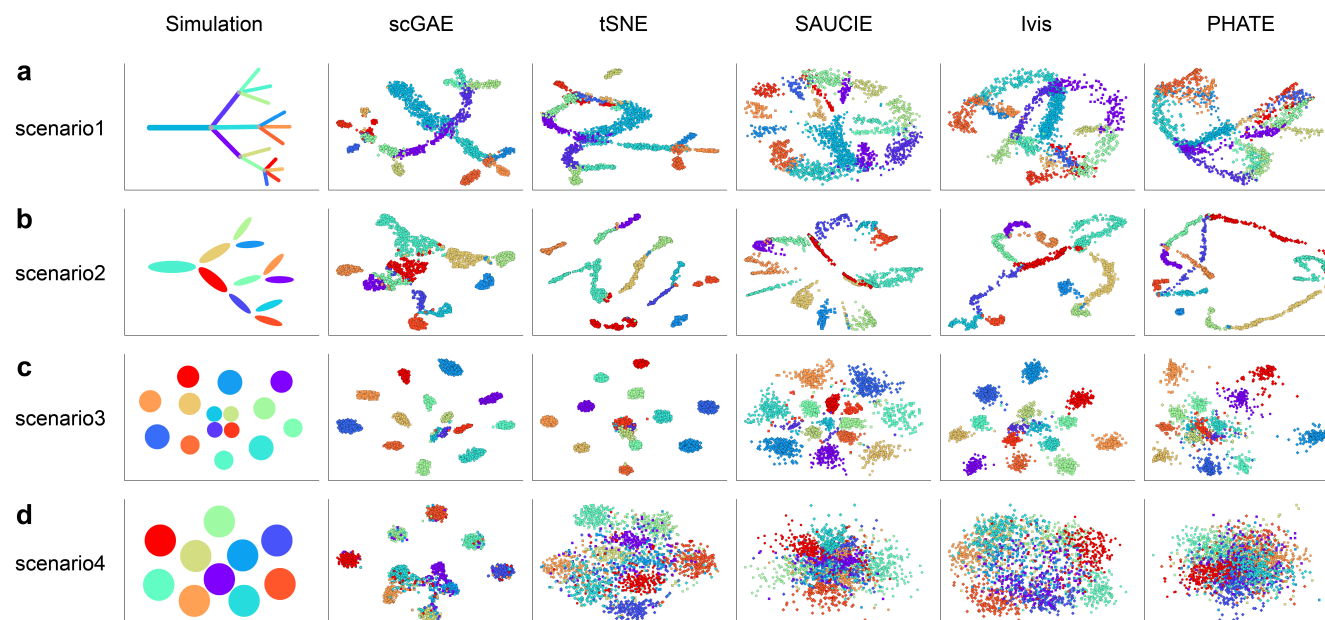 Simulation scGAE tSNE SAUCIE Ivis PHATE
a
scenario1
b
scenario2
c
scenario3
d
scenario4